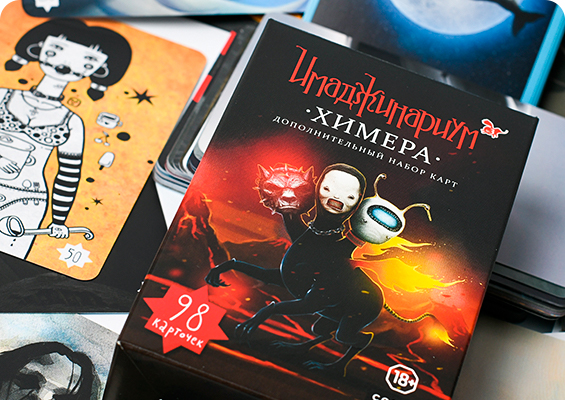 Имаджинариум
·ХИМЕРА·
ДОПОЛНИТЕЛЬНЫЙ НАБОР КАРТ
98
карточек
18+
50